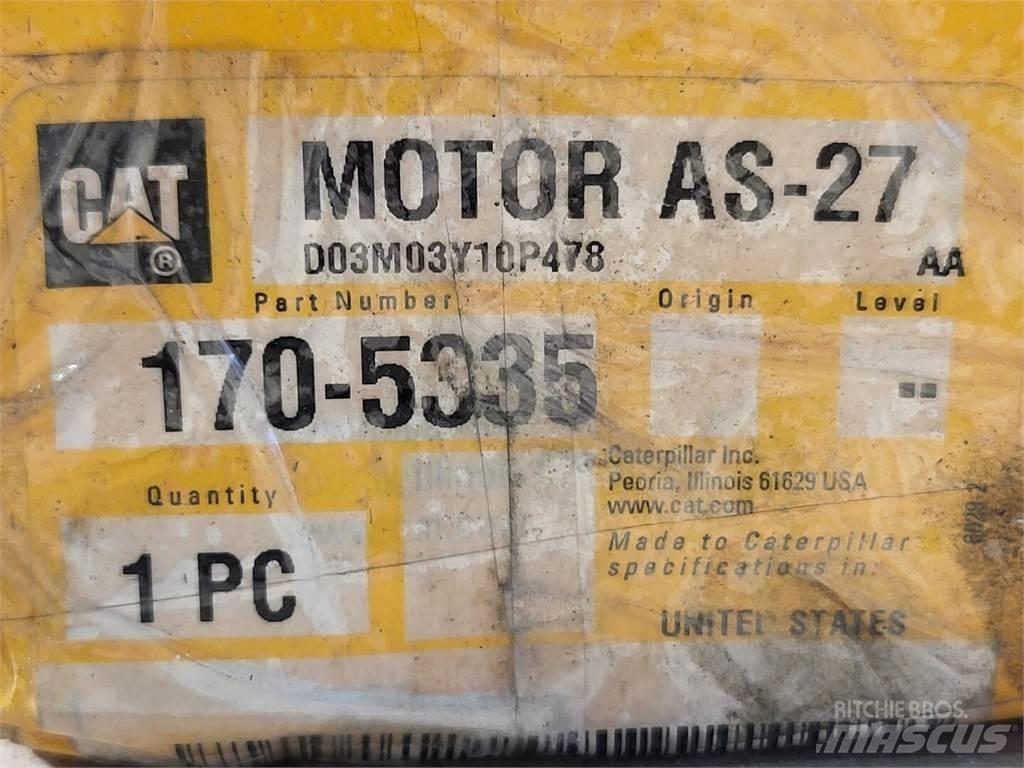 CAT
®
MOTOR AS-27
D03M03Y10P478 AA
Part Number Origin Level
170-5335 --
Caterpillar Inc.
Peoria, Illinois 61629 USA
www.cat.com
Quantity
1 PC
Made to Caterpillar
specifications in:
UNITED STATES
RITCHIE BROS.
MASCUS